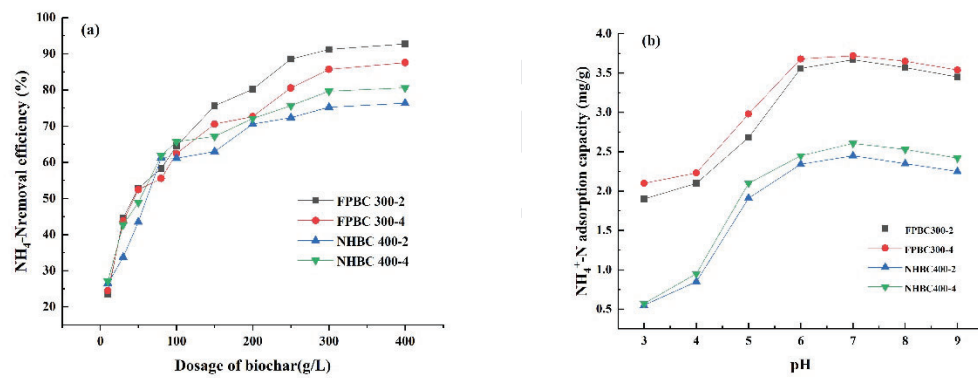 (a)
100
90
80
70
60
50
40
30
20
0
100
200
300
400
NH₄-Nremoval efficiency (%)
Dosage of biochar(g/L)
FPBC 300-2
FPBC 300-4
NHBC 400-2
NHBC 400-4
(b)
4.0
3.5
3.0
2.5
2.0
1.5
1.0
0.5
3
4
5
6
7
8
9
NH₄⁺-N adsorption capacity (mg/g)
pH
FPBC300-2
FPBC300-4
NHBC400-2
NHBC400-4